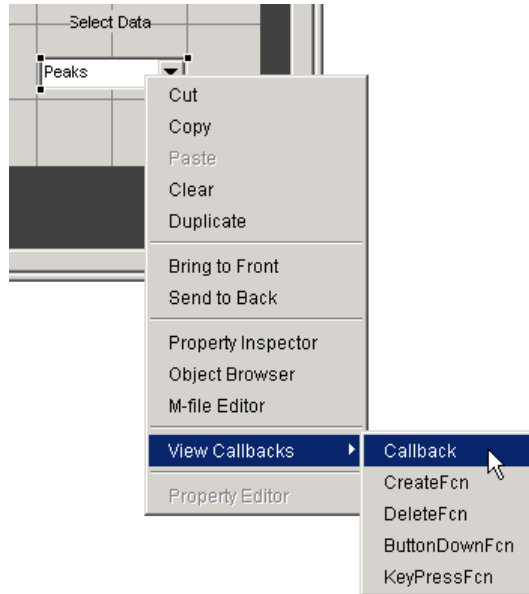 Select Data
Peaks
Cut
Copy
Paste
Clear
Duplicate
Bring to Front
Send to Back
Property Inspector
Object Browser
M-file Editor
View Callbacks
Property Editor
Callback
CreateFcn
DeleteFcn
ButtonDownFcn
KeyPressFcn